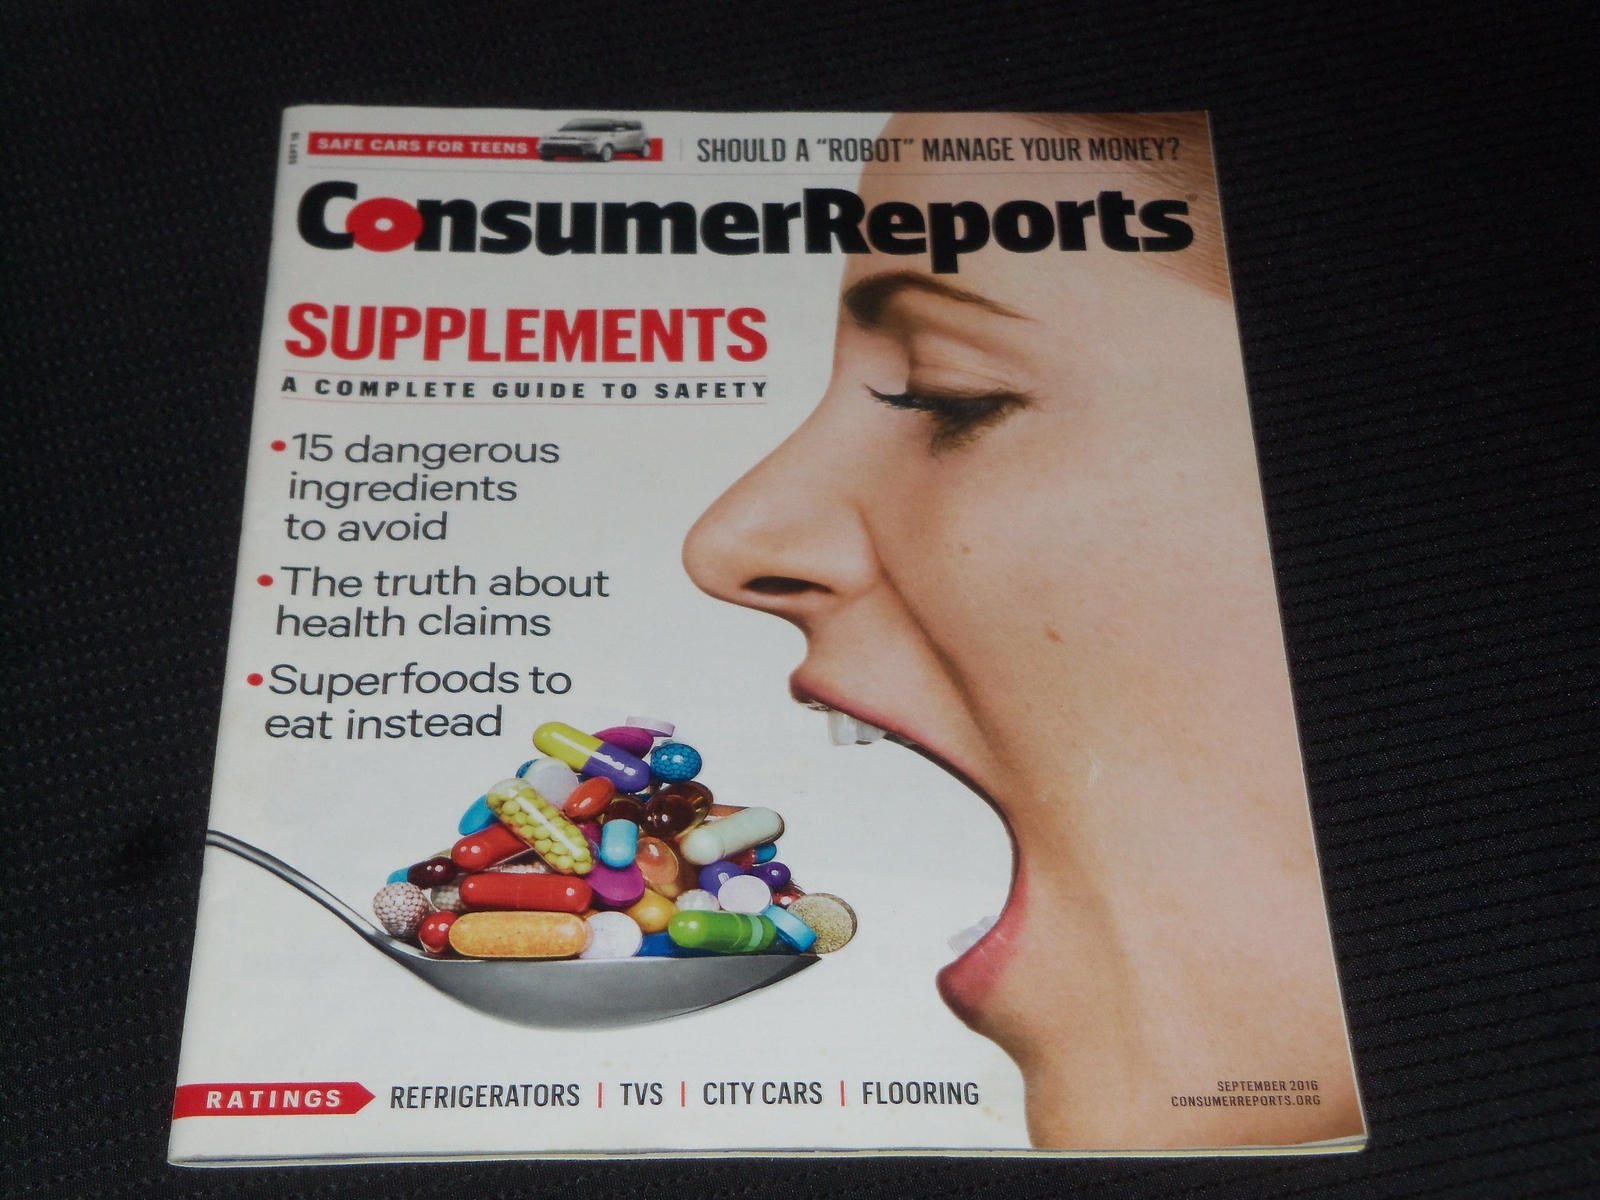 SEPT 16
SAFE CARS FOR TEENS
SHOULD A “ROBOT” MANAGE YOUR MONEY?
ConsumerReports®
SUPPLEMENTS
A COMPLETE GUIDE TO SAFETY
•15 dangerous
ingredients
to avoid
•The truth about
health claims
•Superfoods to
eat instead
RATINGS
REFRIGERATORS | TVS | CITY CARS | FLOORING
SEPTEMBER 2016
CONSUMERREPORTS.ORG